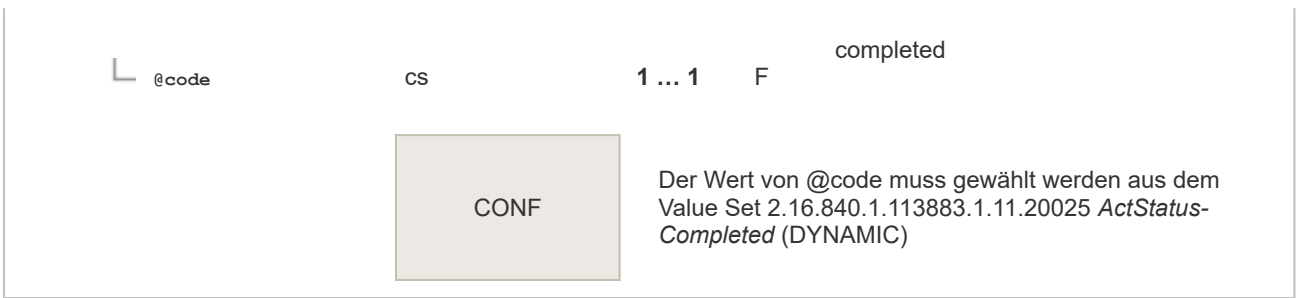 completed
@code cs 1 … 1 F
CONF
Der Wert von @code muss gewählt werden aus dem
Value Set 2.16.840.1.113883.1.11.20025 ActStatus-
Completed (DYNAMIC)